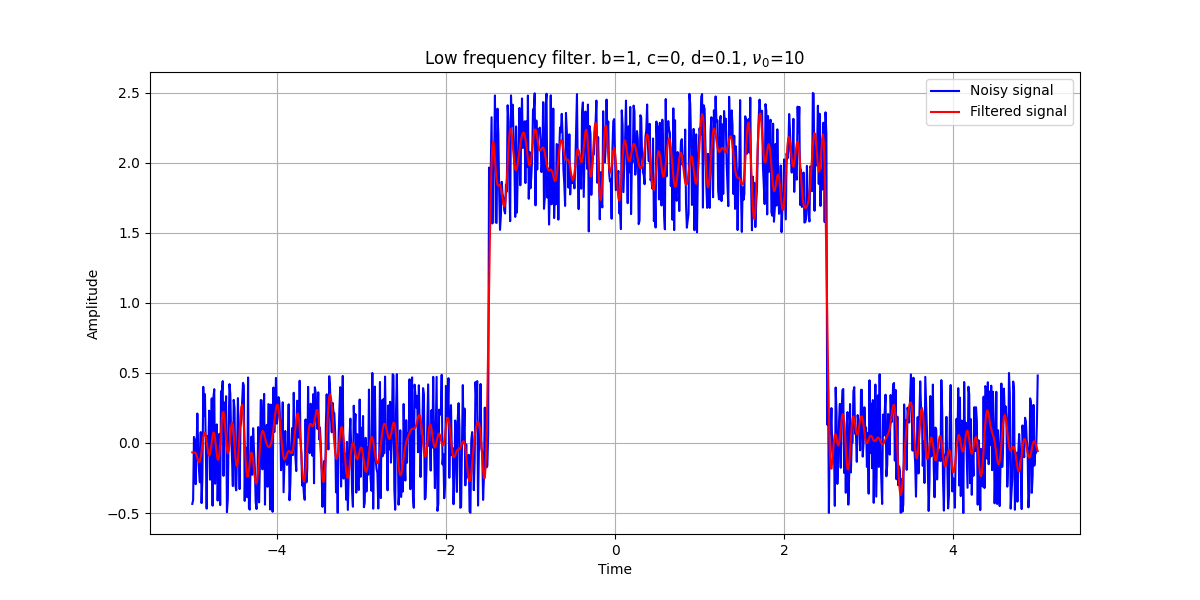 Low frequency filter. b=1, c=0, d=0.1, ν₀=10
Noisy signal
Filtered signal
Amplitude
2.5
2.0
1.5
1.0
0.5
0.0
−0.5
−4 −2 0 2 4
Time